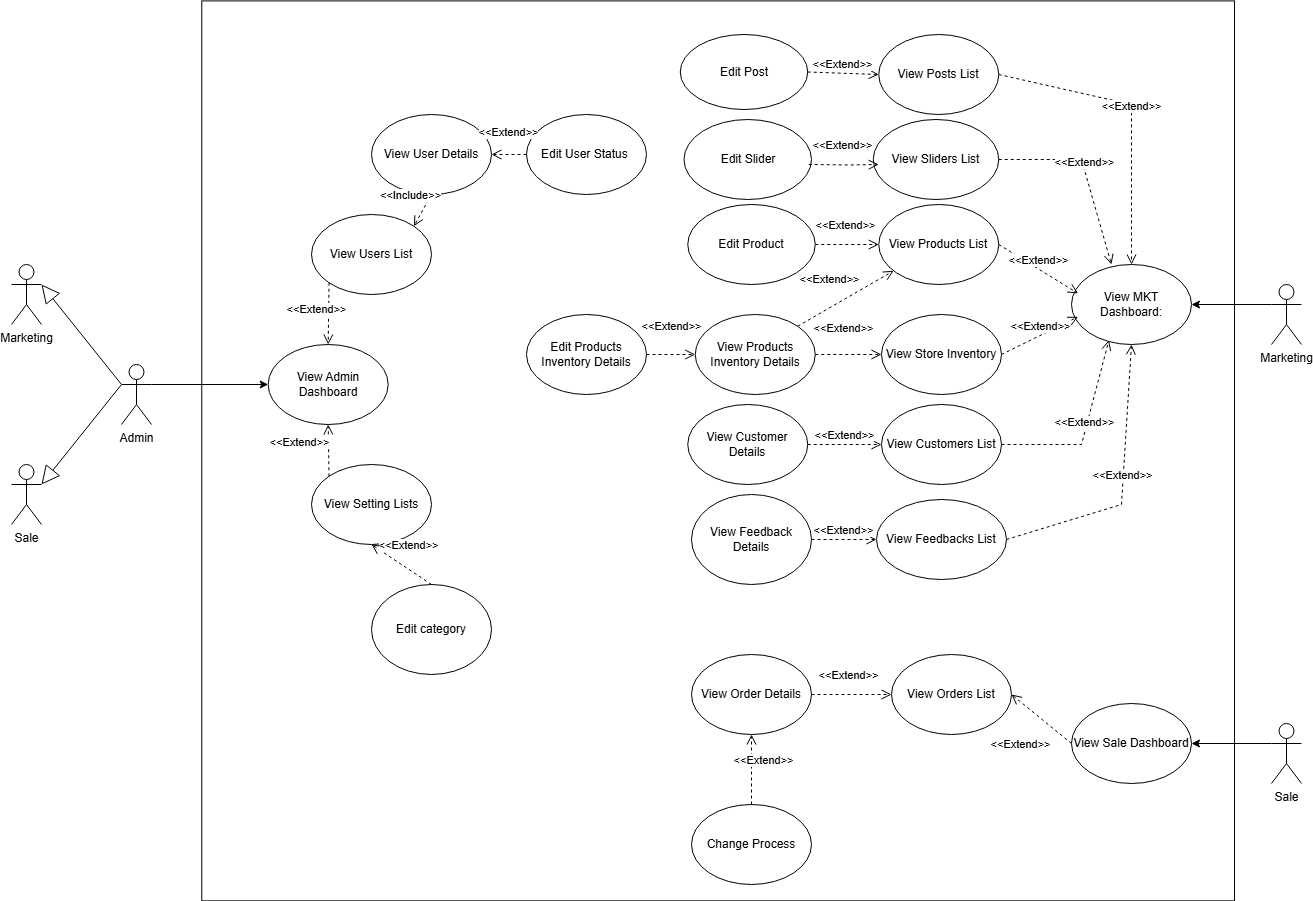 Edit Post
<<Extend>>
View Posts List
<<Extend>>
View User Details
<<Extend>>
Edit User Status
<<Include>>
View Users List
<<Extend>>
Edit Slider
<<Extend>>
View Sliders List
<<Extend>>
Edit Product
<<Extend>>
View Products List
<<Extend>>
<<Extend>>
View MKT
Dashboard:
Marketing
Marketing
Admin
Sale
View Admin
Dashboard
<<Extend>>
View Setting Lists
<<Extend>>
Edit category
Edit Products
Inventory Details
<<Extend>>
View Products
Inventory Details
<<Extend>>
View Store Inventory
<<Extend>>
View Customer
Details
<<Extend>>
View Customers List
<<Extend>>
View Feedback
Details
<<Extend>>
View Feedbacks List
<<Extend>>
View Order Details
<<Extend>>
View Orders List
<<Extend>>
View Sale Dashboard
Sale
<<Extend>>
Change Process